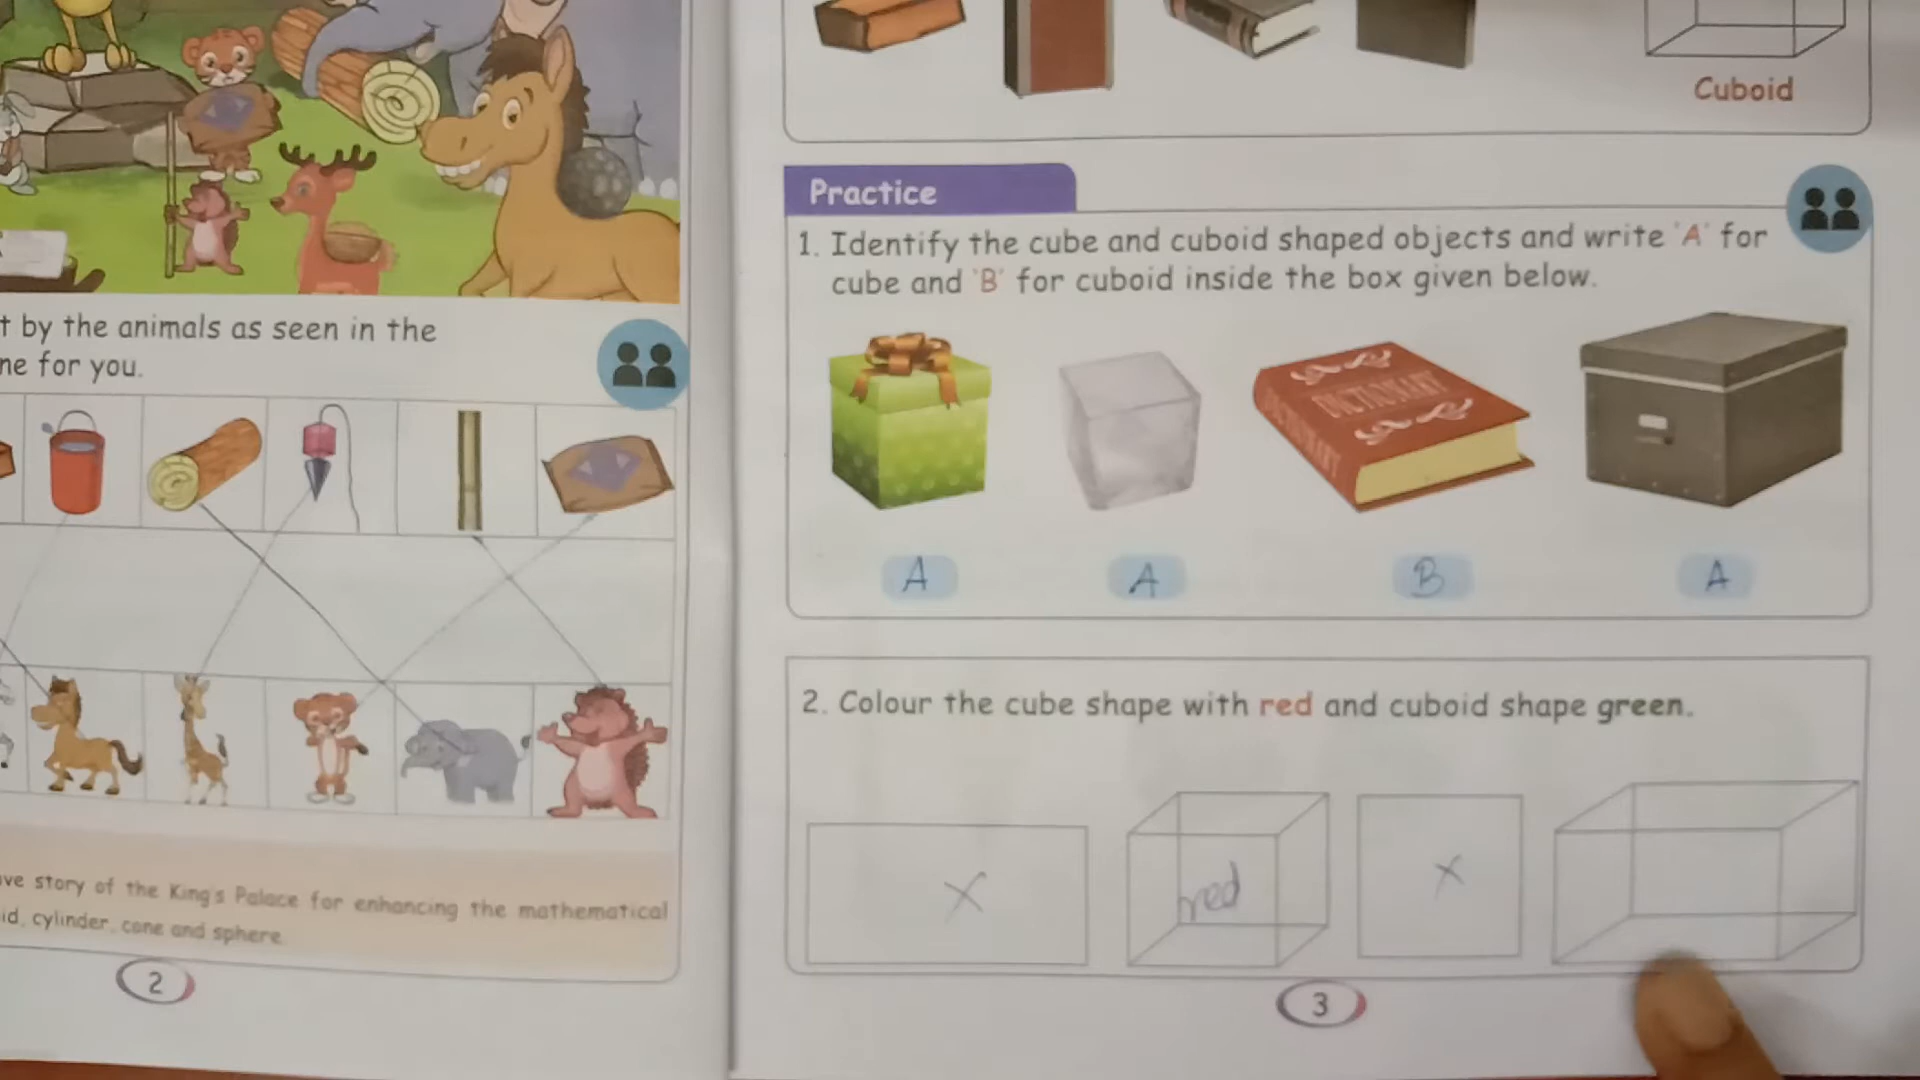 t by the animals as seen in the
ne for you.
ve story of the King's Palace for enhancing the mathematical
id, cylinder, cone and sphere
2
Cuboid
Practice
1. Identify the cube and cuboid shaped objects and write 'A' for
cube and 'B' for cuboid inside the box given below.
DICTIONARY
DICTIONARY
A
A
B
A
2. Colour the cube shape with red and cuboid shape green.
X
red
X
3